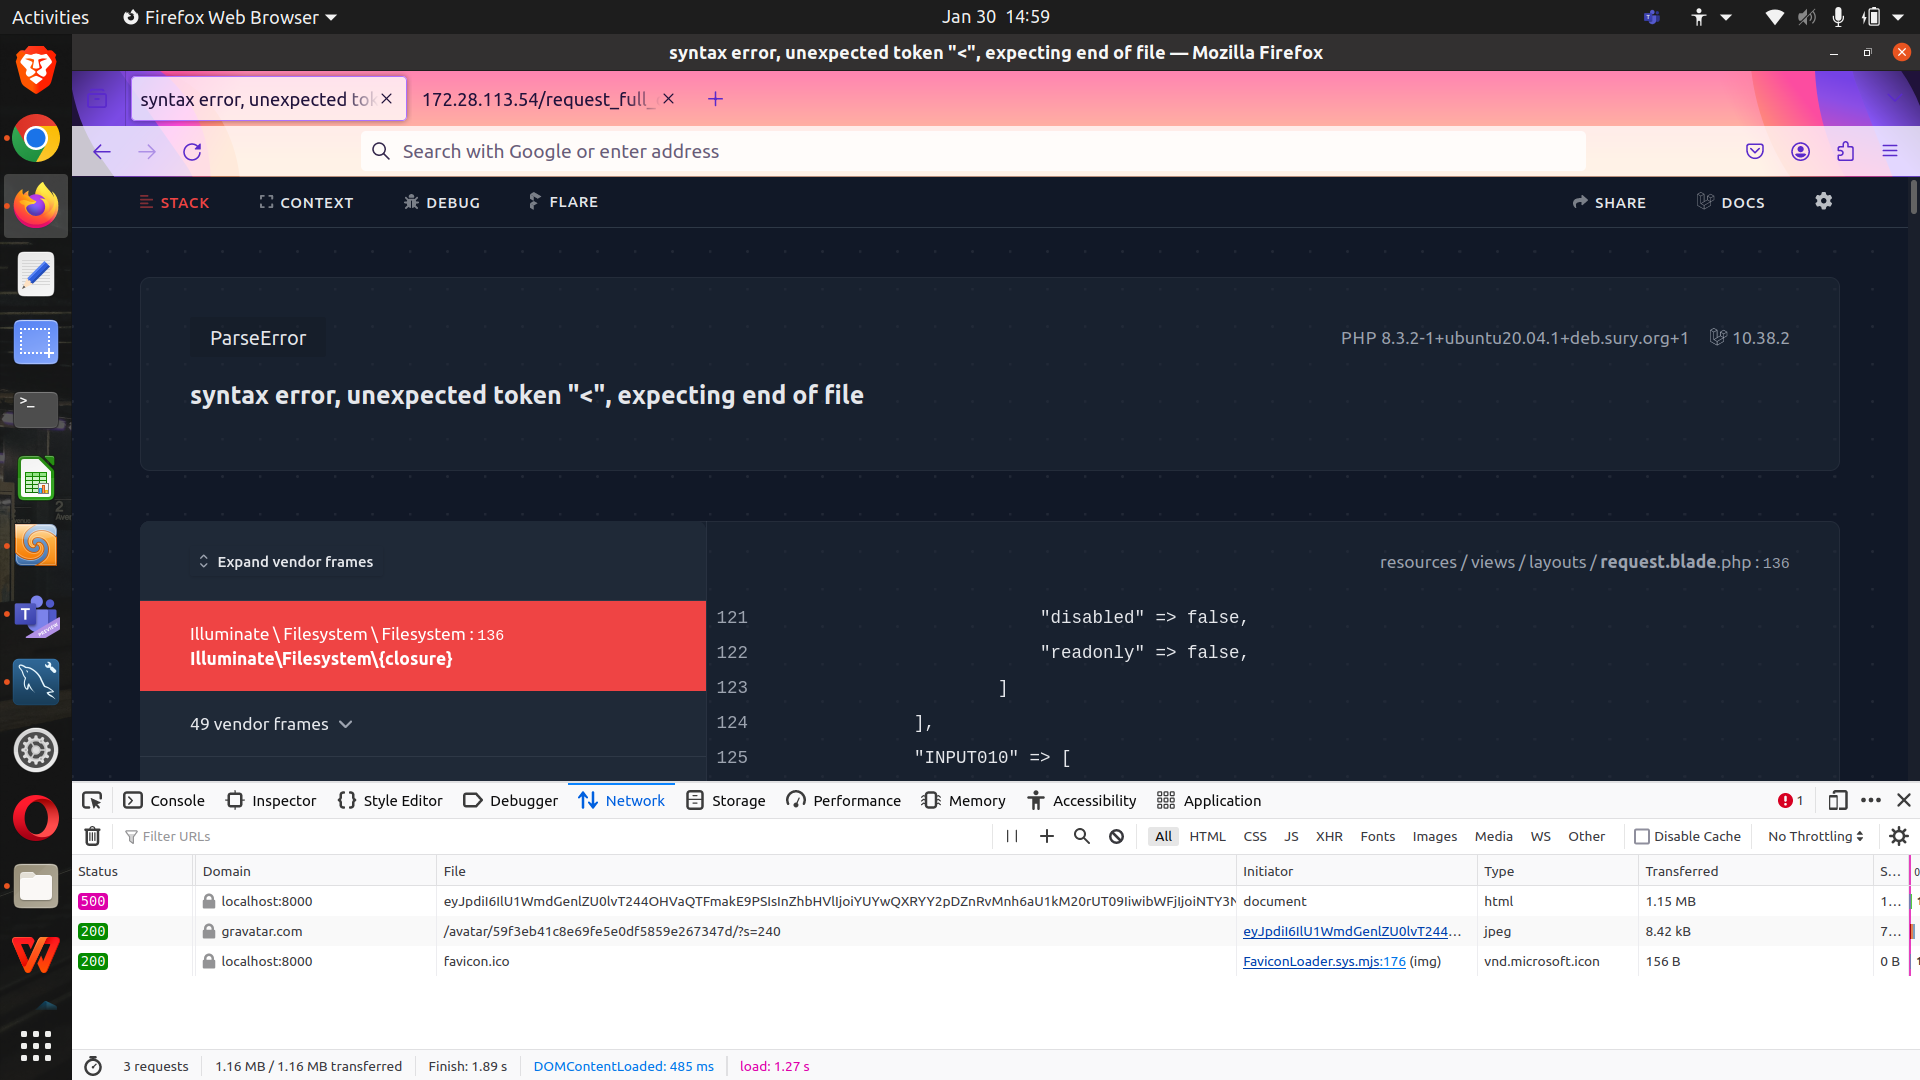 Activities
Firefox Web Browser
Jan 30 14:59
syntax error, unexpected token "<", expecting end of file — Mozilla Firefox
syntax error, unexpected tok
172.28.113.54/request_full_
Search with Google or enter address
STACK
CONTEXT
DEBUG
FLARE
SHARE
DOCS
ParseError
PHP 8.3.2-1+ubuntu20.04.1+deb.sury.org+1
10.38.2
syntax error, unexpected token "<", expecting end of file
Expand vendor frames
resources / views / layouts / request.blade.php : 136
Illuminate \ Filesystem \ Filesystem : 136
Illuminate\Filesystem\{closure}
49 vendor frames
121 "disabled" => false,
122 "readonly" => false,
123 ]
124 ],
125 "INPUT010" => [
Console
Inspector
Style Editor
Debugger
Network
Storage
Performance
Memory
Accessibility
Application
1
Filter URLs
All
HTML
CSS
JS
XHR
Fonts
Images
Media
WS
Other
Disable Cache
No Throttling
Status Domain File Initiator Type Transferred S...
500 localhost:8000 document html 1.15 MB 1...
200 gravatar.com /avatar/59f3eb41c8e69fe5e0df5859e267347d/?s=240 eyJpdiI6IlU1WmdGenlZU0lvT244... jpeg 8.42 kB 7...
200 localhost:8000 favicon.ico FaviconLoader.sys.mjs:176 (img) vnd.microsoft.icon 156 B 0 B
3 requests
1.16 MB / 1.16 MB transferred
Finish: 1.89 s
DOMContentLoaded: 485 ms
load: 1.27 s